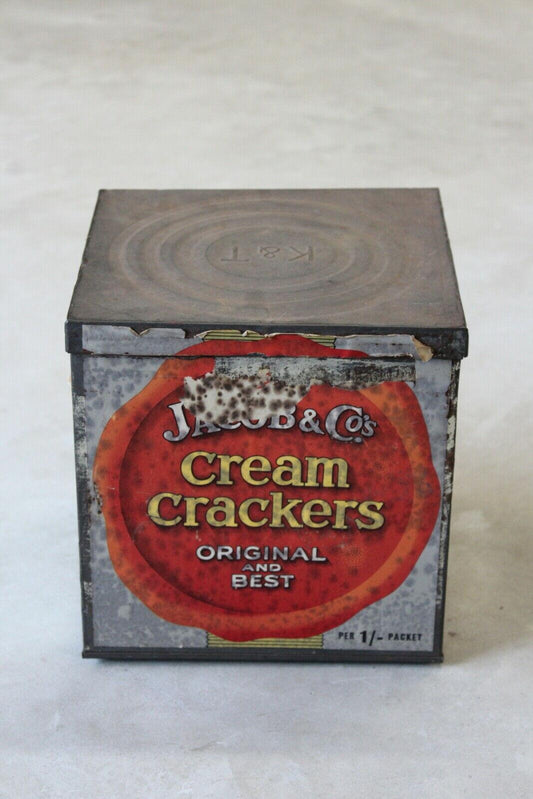 K & T
JACOB & CO'S
Cream
Crackers
ORIGINAL
AND
BEST
PER 1/- PACKET